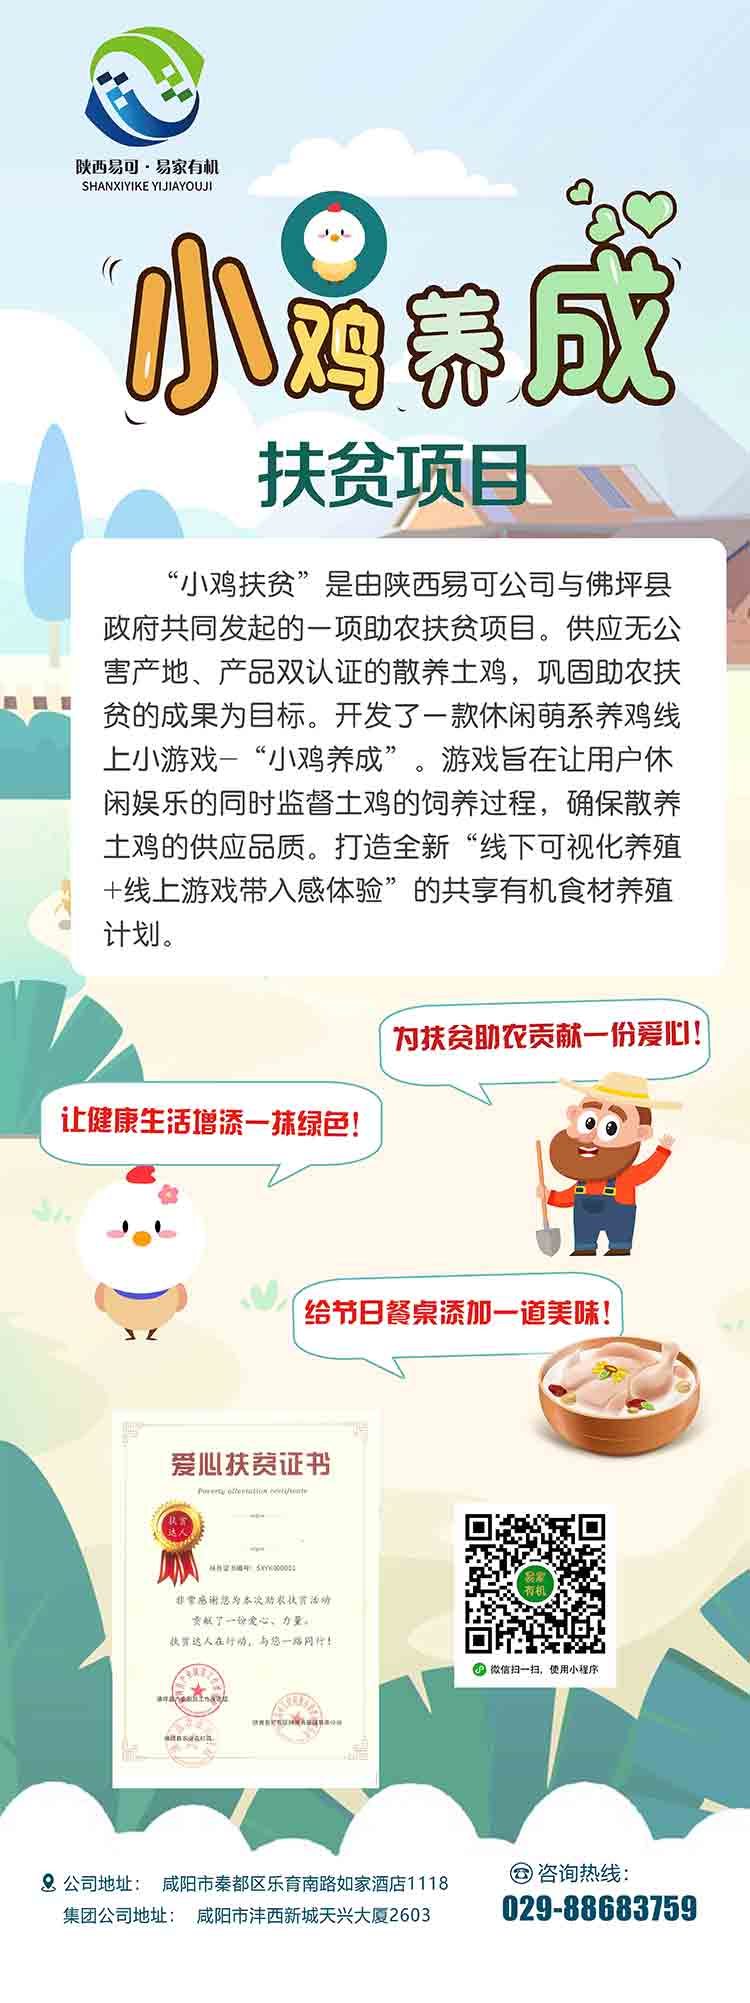 陕西易可·易家有机
SHANXIYIKE YIJIAYOUJI
小鸡养成
扶贫项目
“小鸡扶贫”是由陕西易可公司与佛坪县
政府共同发起的一项助农扶贫项目。供应无公
害产地、产品双认证的散养土鸡，巩固助农扶
贫的成果为目标。开发了一款休闲萌系养鸡线
上小游戏-“小鸡养成”。游戏旨在让用户休
闲娱乐的同时监督土鸡的饲养过程，确保散养
土鸡的供应品质。打造全新“线下可视化养殖
+线上游戏带入感体验”的共享有机食材养殖
计划。
为扶贫助农贡献一份爱心！
让健康生活增添一抹绿色！
给节日餐桌添加一道美味！
爱心扶贫证书
Poverty alleviation certificate
扶贫
达人
扶贫证书编号：SXYK000001
非常感谢您为本次助农扶贫活动
贡献了一份爱心、力量。
扶贫达人在行动，与您一路同行！
易家
有机
微信扫一扫，使用小程序
公司地址： 咸阳市秦都区乐育南路如家酒店1118
集团公司地址： 咸阳市沣西新城天兴大厦2603
咨询热线：
029-88683759